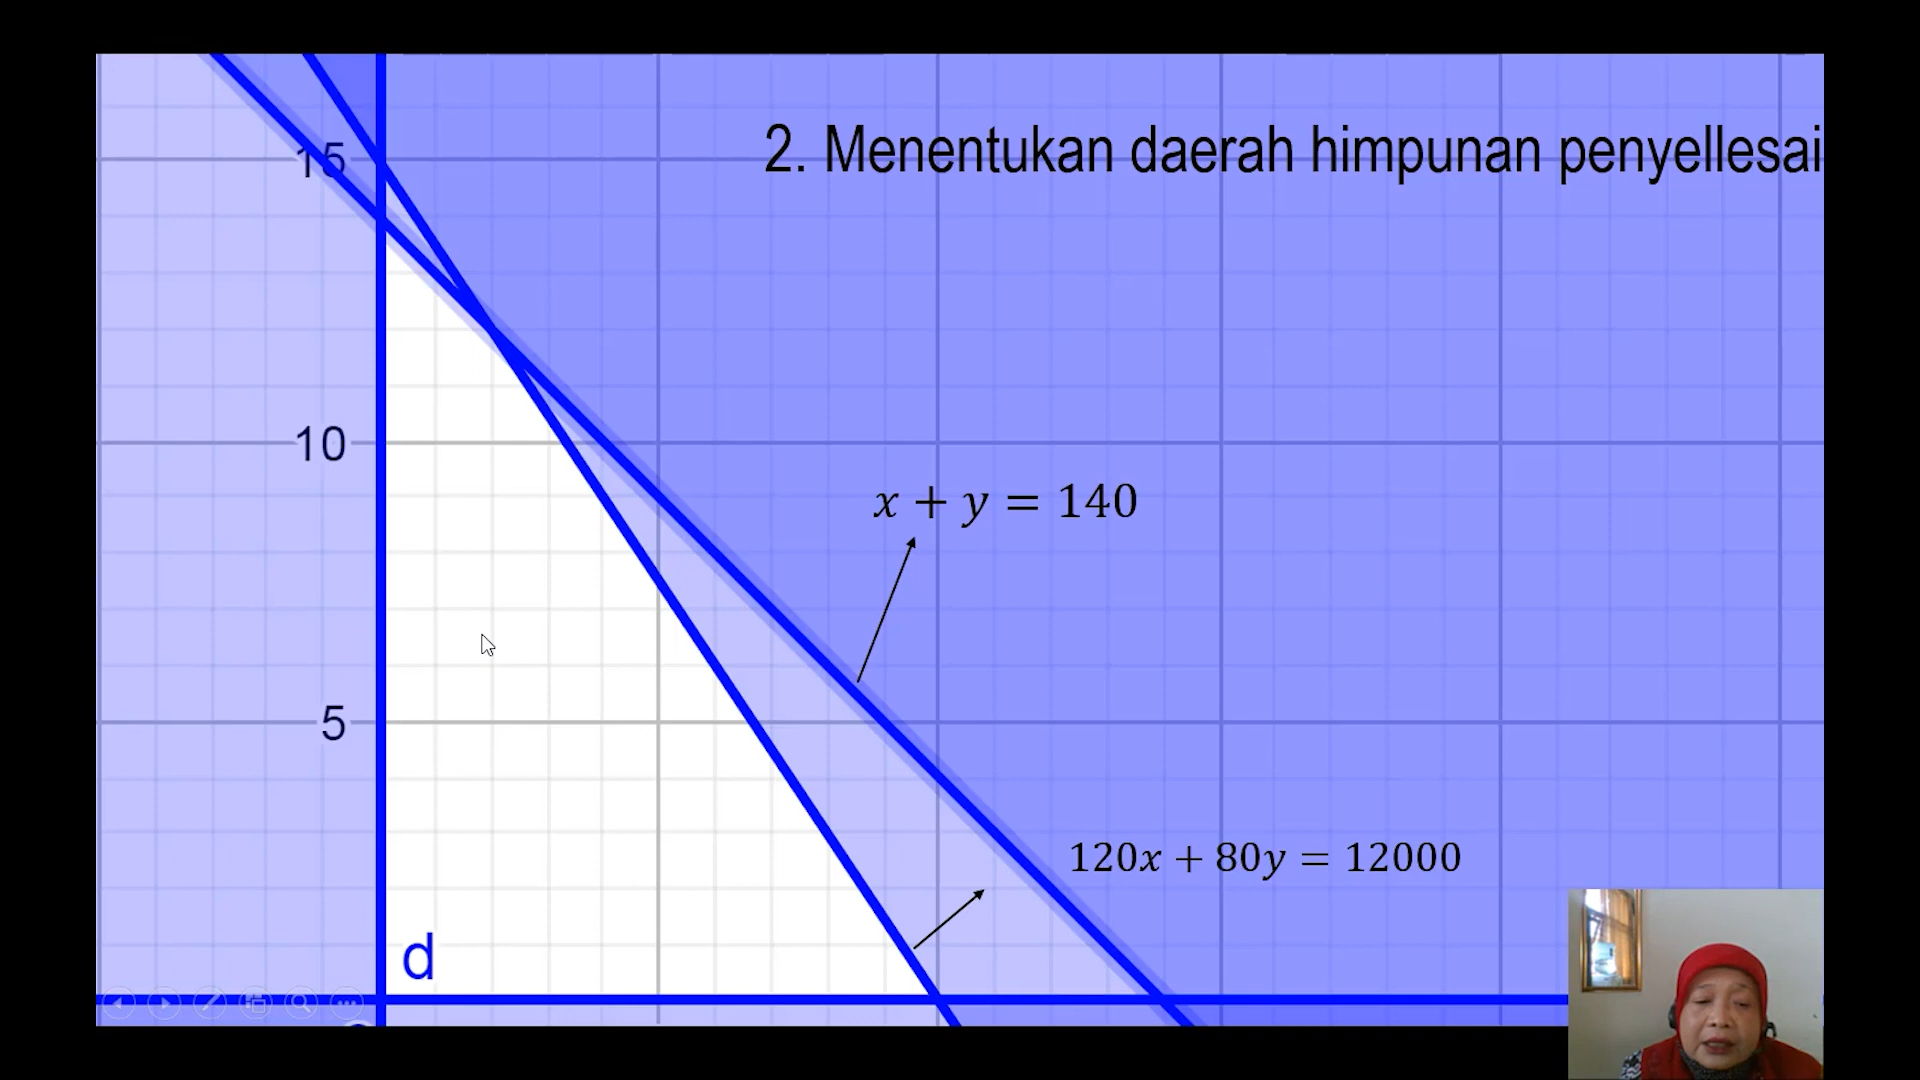 2. Menentukan daerah himpunan penyellesai
15
10
x + y = 140
5
120x + 80y = 12000
d